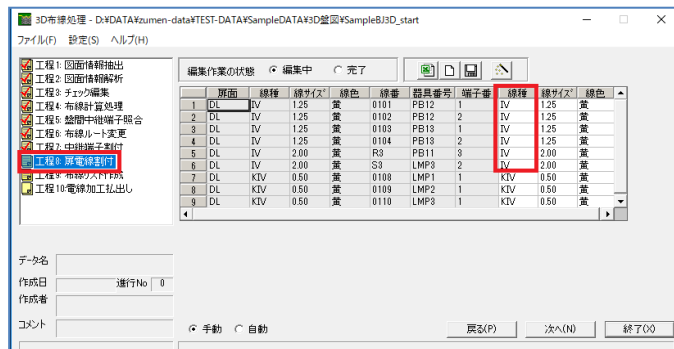 3D布線処理 - D:¥DATA¥zumen-data¥TEST-DATA¥SampleDATA¥3D盤図¥SampleBJ3D_start
ファイル(F) 設定(S) ヘルプ(H)
工程1: 図面情報抽出
工程2: 図面情報解析
工程3: チェック編集
工程4: 布線計算処理
工程5: 盤間中継端子照合
工程6: 布線ルート変更
工程7: 中継端子割付
工程8: 扉電線割付
工程9: 布線リスト作成
工程10:電線加工払出し
編集作業の状態 編集中 完了
扉面 線種 線サイズ 線色 線番 器具番号 端子番 線種 線サイズ 線色
1 DL IV 1.25 黄 0101 PB12 1 IV 1.25 黄
2 DL IV 1.25 黄 0102 PB12 2 IV 1.25 黄
3 DL IV 1.25 黄 0103 PB13 1 IV 1.25 黄
4 DL IV 1.25 黄 0104 PB13 2 IV 1.25 黄
5 DL IV 2.00 黄 R3 PB11 3 IV 2.00 黄
6 DL IV 2.00 黄 S3 LMP3 2 IV 2.00 黄
7 DL KIV 0.50 黄 0108 LMP1 1 KIV 0.50 黄
8 DL KIV 0.50 黄 0109 LMP2 1 KIV 0.50 黄
9 DL KIV 0.50 黄 0110 LMP3 1 KIV 0.50 黄
データ名
作成日 進行No 0
作成者
コメント
手動 自動 戻る(P) 次へ(N) 終了(X)